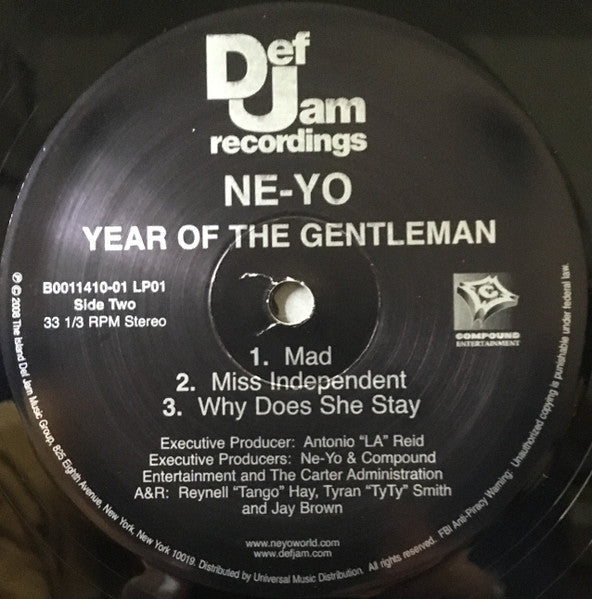 Def
Jam
recordings
NE-YO
YEAR OF THE GENTLEMAN
B0011410-01 LP01
Side Two
33 1/3 RPM Stereo
C
COMPOUND
ENTERTAINMENT
1. Mad
2. Miss Independent
3. Why Does She Stay
Executive Producer: Antonio "LA" Reid
Executive Producers: Ne-Yo & Compound
Entertainment and The Carter Administration
A&R: Reynell "Tango" Hay, Tyran "TyTy" Smith
and Jay Brown
www.neyoworld.com
www.defjam.com
℗ © 2008 The Island Def Jam Music Group, 825 Eighth Avenue, New York, New York 10019. Distributed by Universal Music Distribution. All rights reserved. FBI Anti-Piracy Warning: Unauthorized copying is punishable under federal law.